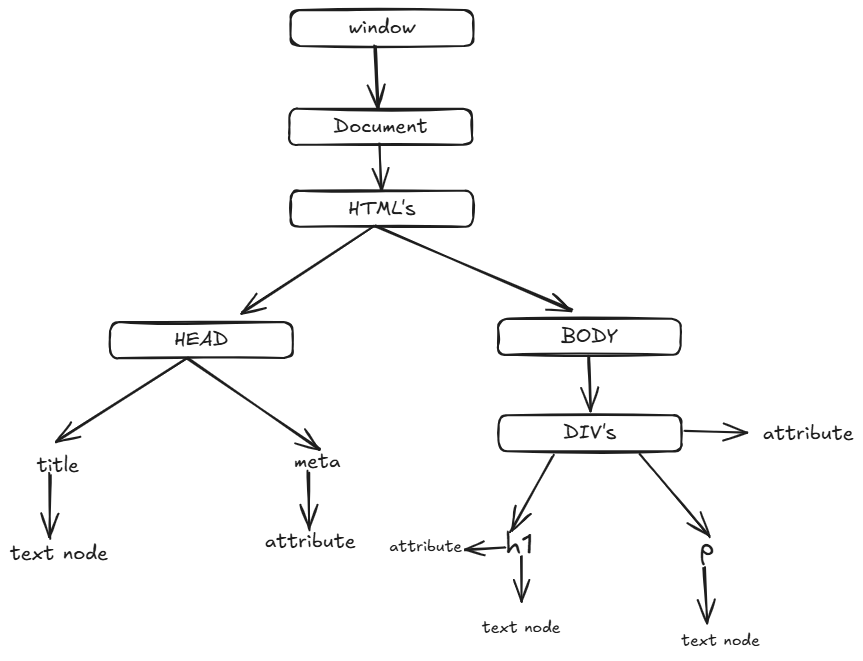 window
Document
HTML's
HEAD
BODY
DIV's
attribute
title
meta
text node
attribute
attribute
h1
p
text node
text node